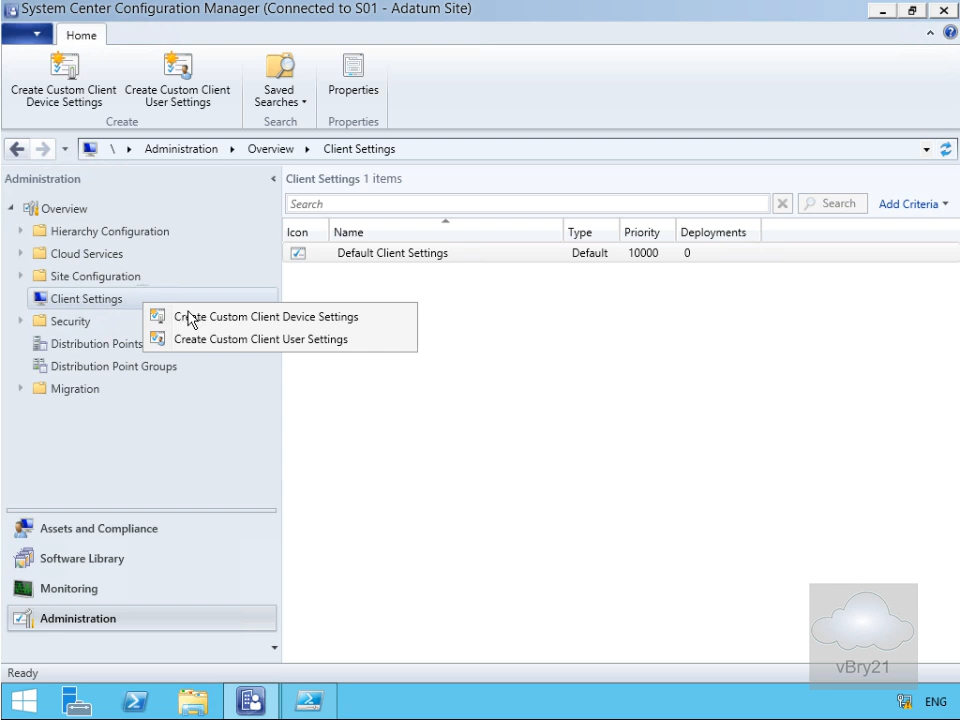 System Center Configuration Manager (Connected to S01 - Adatum Site)
Home
Create Custom Client Device Settings
Create Custom Client User Settings
Saved Searches
Properties
Create
Search
Properties
\ Administration Overview Client Settings
Administration
Client Settings 1 items
Overview
Search
Search
Add Criteria
Hierarchy Configuration
Icon Name Type Priority Deployments
Cloud Services
Default Client Settings Default 10000 0
Site Configuration
Client Settings
Create Custom Client Device Settings
Security
Create Custom Client User Settings
Distribution Points
Distribution Point Groups
Migration
Assets and Compliance
Software Library
Monitoring
Administration
vBry21
Ready
ENG